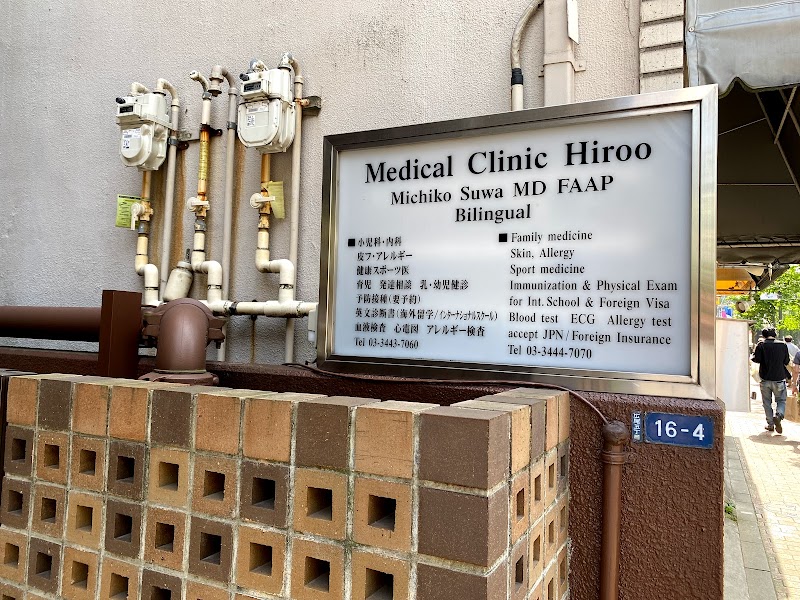 Medical Clinic Hiroo
Michiko Suwa MD FAAP
Bilingual
■小児科・内科
皮フ・アレルギー
健康スポーツ医
育児 発達相談 乳・幼児健診
予防接種(要予約)
英文診断書(海外留学/インターナショナルスクール)
血液検査 心電図 アレルギー検査
Tel 03-3443-7060
■ Family medicine
Skin, Allergy
Sport medicine
Immunization & Physical Exam
for Int. School & Foreign Visa
Blood test ECG Allergy test
accept JPN/Foreign Insurance
Tel 03-3444-7070
16-4